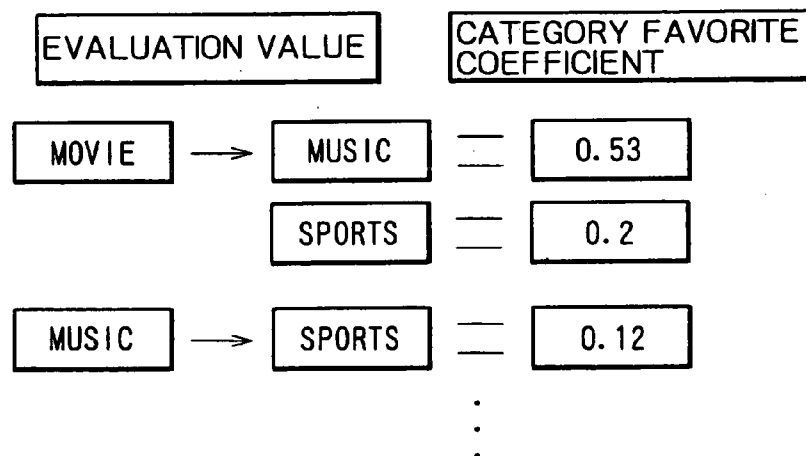 EVALUATION VALUE
CATEGORY FAVORITE
COEFFICIENT
MOVIE → MUSIC = 0.53
SPORTS = 0.2
MUSIC → SPORTS = 0.12